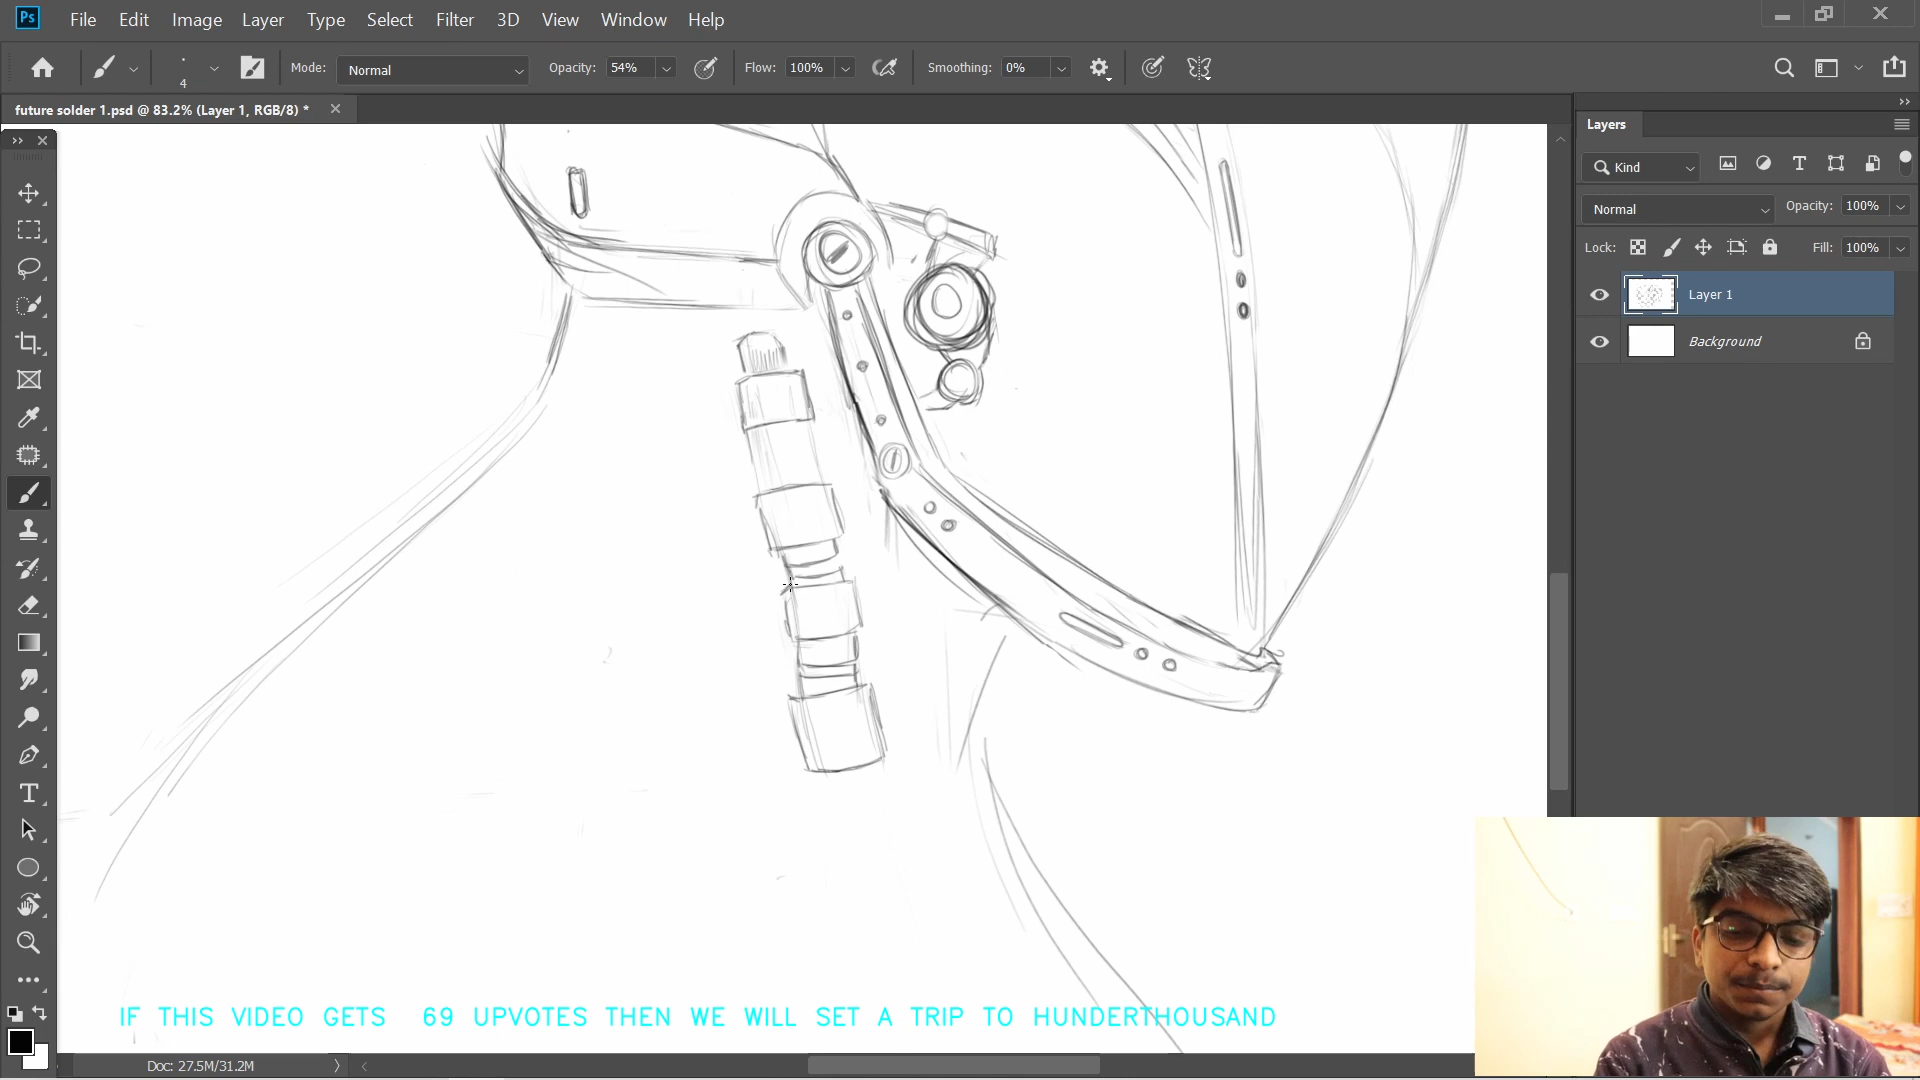 Ps File Edit Image Layer Type Select Filter 3D View Window Help
4 Mode: Normal Opacity: 54% Flow: 100% Smoothing: 0%
future solder 1.psd @ 83.2% (Layer 1, RGB/8) *
Layers
Kind
Normal Opacity: 100%
Lock: Fill: 100%
Layer 1
Background
IF THIS VIDEO GETS 69 UPVOTES THEN WE WILL SET A TRIP TO HUNDERTHOUSAND
Doc: 27.5M/31.2M